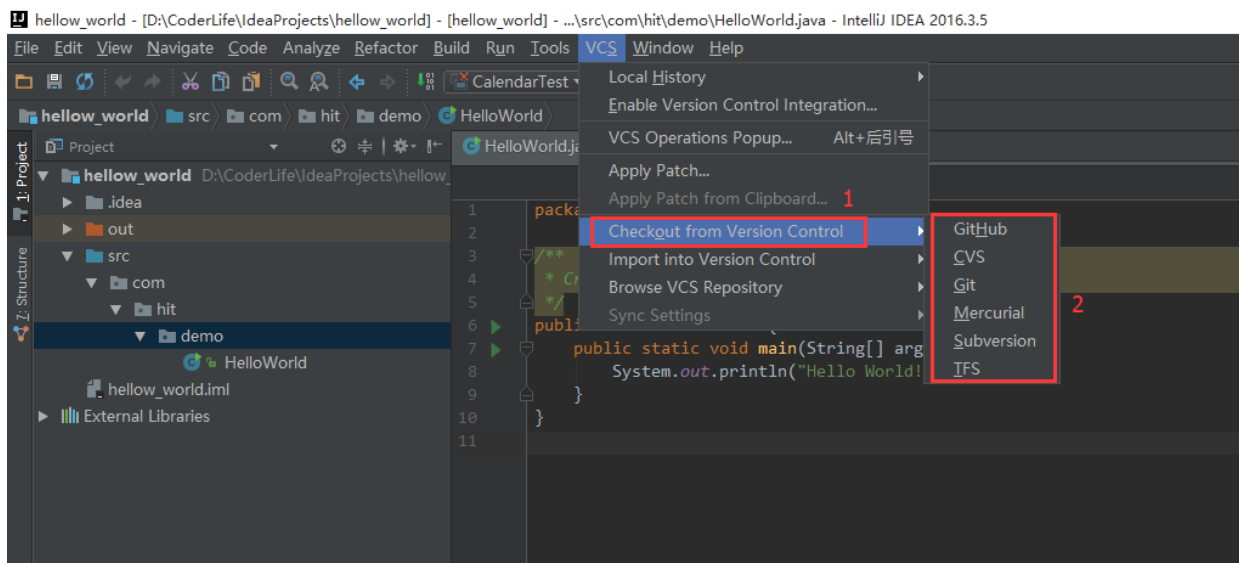 hellow_world - [D:\CoderLife\IdeaProjects\hellow_world] - [hellow_world] - ...\src\com\hit\demo\HelloWorld.java - IntelliJ IDEA 2016.3.5
File Edit View Navigate Code Analyze Refactor Build Run Tools VCS Window Help
CalendarTest
hellow_world src com hit demo HelloWorld
1: Project
Z: Structure
Project
hellow_world D:\CoderLife\IdeaProjects\hellow_
.idea
out
src
com
hit
demo
HelloWorld
hellow_world.iml
External Libraries
HelloWorld.ja
1 packa
2
3 /**
4 * Cr
5 */
6 publi {
7 public static void main(String[] arg
8 System.out.println("Hello World!
9 }
10 }
11
Local History
Enable Version Control Integration...
VCS Operations Popup... Alt+后引号
Apply Patch...
Apply Patch from Clipboard... 1
Checkout from Version Control
Import into Version Control
Browse VCS Repository
Sync Settings
GitHub
CVS
Git
Mercurial 2
Subversion
TFS